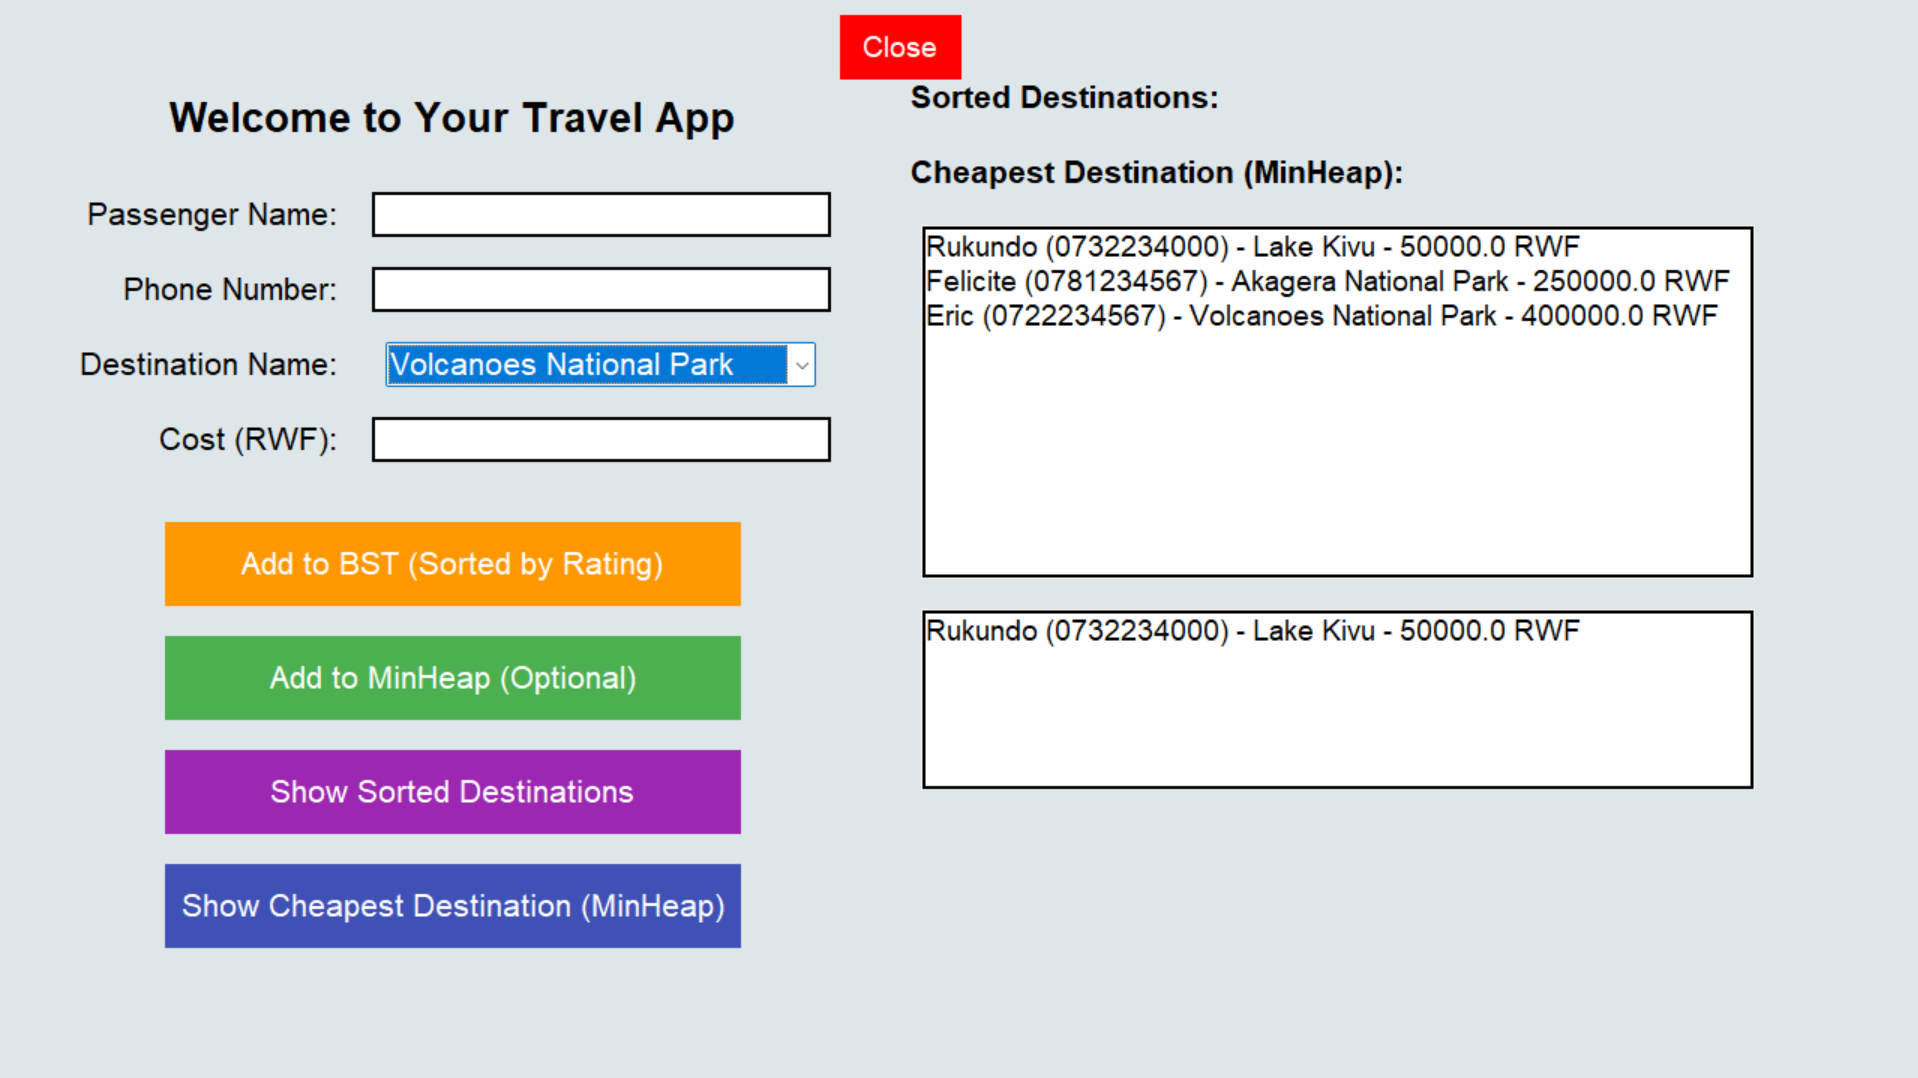 Close
Welcome to Your Travel App
Passenger Name:
Phone Number:
Destination Name: Volcanoes National Park
Cost (RWF):
Add to BST (Sorted by Rating)
Add to MinHeap (Optional)
Show Sorted Destinations
Show Cheapest Destination (MinHeap)
Sorted Destinations:
Cheapest Destination (MinHeap):
Rukundo (0732234000) - Lake Kivu - 50000.0 RWF
Felicite (0781234567) - Akagera National Park - 250000.0 RWF
Eric (0722234567) - Volcanoes National Park - 400000.0 RWF
Rukundo (0732234000) - Lake Kivu - 50000.0 RWF